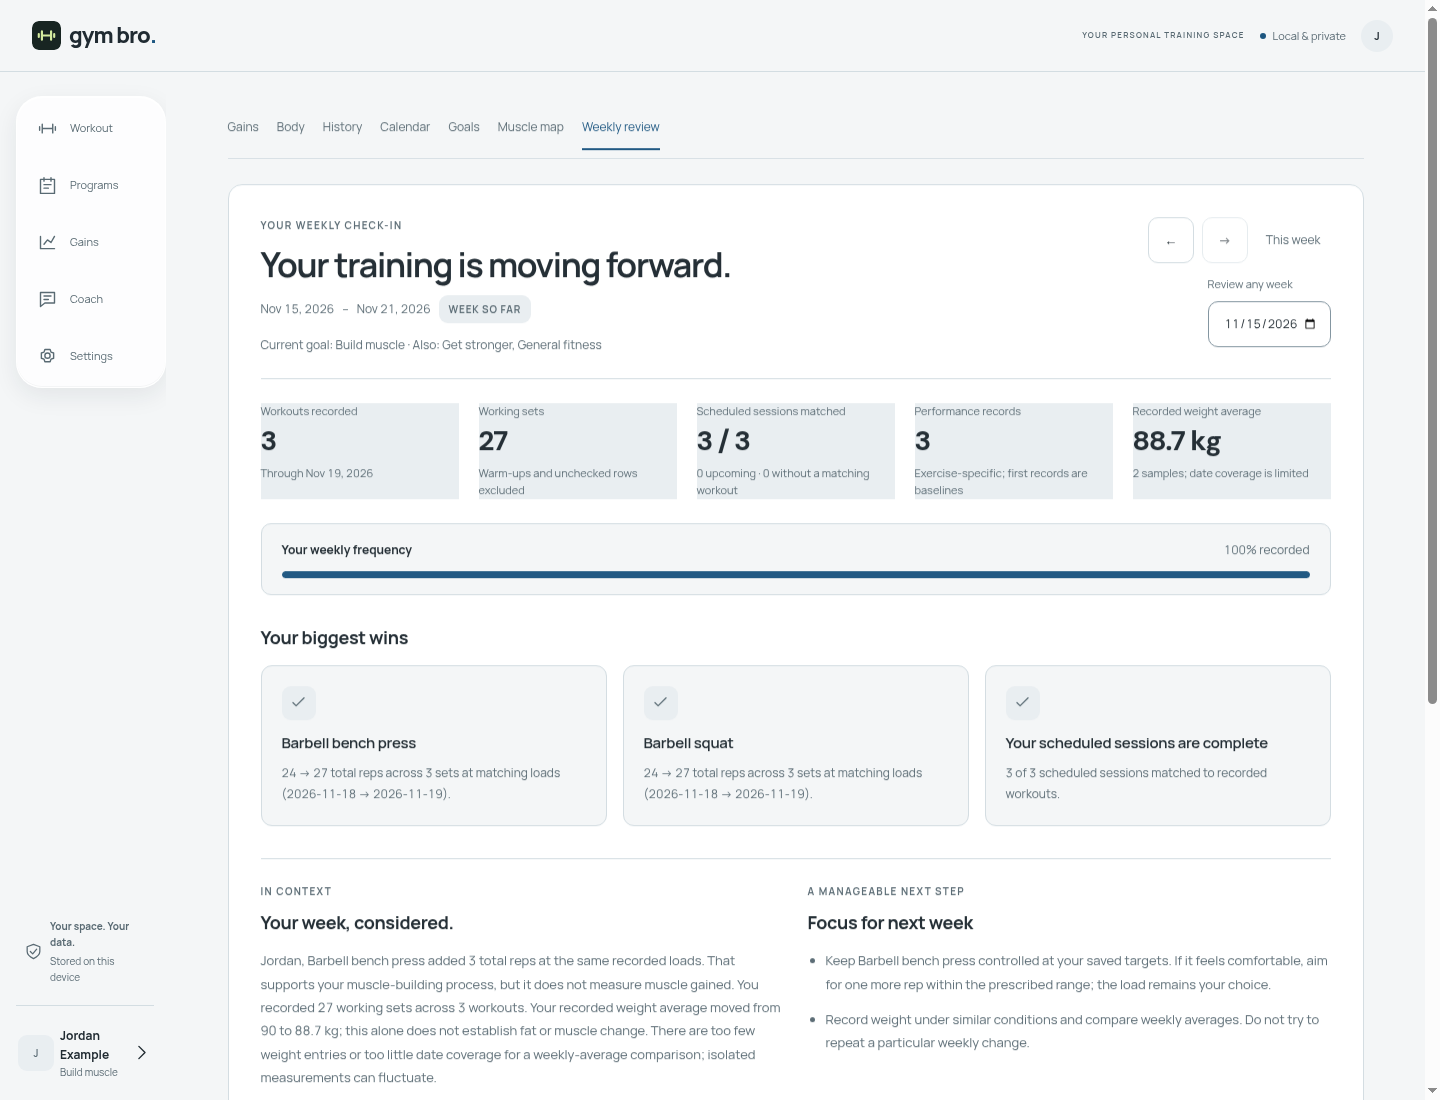 gym bro.
YOUR PERSONAL TRAINING SPACE
Local & private
J
Workout
Programs
Gains
Coach
Settings
Gains Body History Calendar Goals Muscle map Weekly review
YOUR WEEKLY CHECK-IN
Your training is moving forward.
Nov 15, 2026 – Nov 21, 2026 WEEK SO FAR
Current goal: Build muscle · Also: Get stronger, General fitness
← → This week
Review any week
11/15/2026
Workouts recorded
3
Through Nov 19, 2026
Working sets
27
Warm-ups and unchecked rows
excluded
Scheduled sessions matched
3 / 3
0 upcoming · 0 without a matching
workout
Performance records
3
Exercise-specific; first records are
baselines
Recorded weight average
88.7 kg
2 samples; date coverage is limited
Your weekly frequency
100% recorded
Your biggest wins
Barbell bench press
24 → 27 total reps across 3 sets at matching loads
(2026-11-18 → 2026-11-19).
Barbell squat
24 → 27 total reps across 3 sets at matching loads
(2026-11-18 → 2026-11-19).
Your scheduled sessions are complete
3 of 3 scheduled sessions matched to recorded
workouts.
IN CONTEXT
Your week, considered.
Jordan, Barbell bench press added 3 total reps at the same recorded loads. That
supports your muscle-building process, but it does not measure muscle gained. You
recorded 27 working sets across 3 workouts. Your recorded weight average moved from
90 to 88.7 kg; this alone does not establish fat or muscle change. There are too few
weight entries or too little date coverage for a weekly-average comparison; isolated
measurements can fluctuate.
A MANAGEABLE NEXT STEP
Focus for next week
Keep Barbell bench press controlled at your saved targets. If it feels comfortable, aim
for one more rep within the prescribed range; the load remains your choice.
Record weight under similar conditions and compare weekly averages. Do not try to
repeat a particular weekly change.
Your space. Your
data.
Stored on this
device
J
Jordan
Example
Build muscle